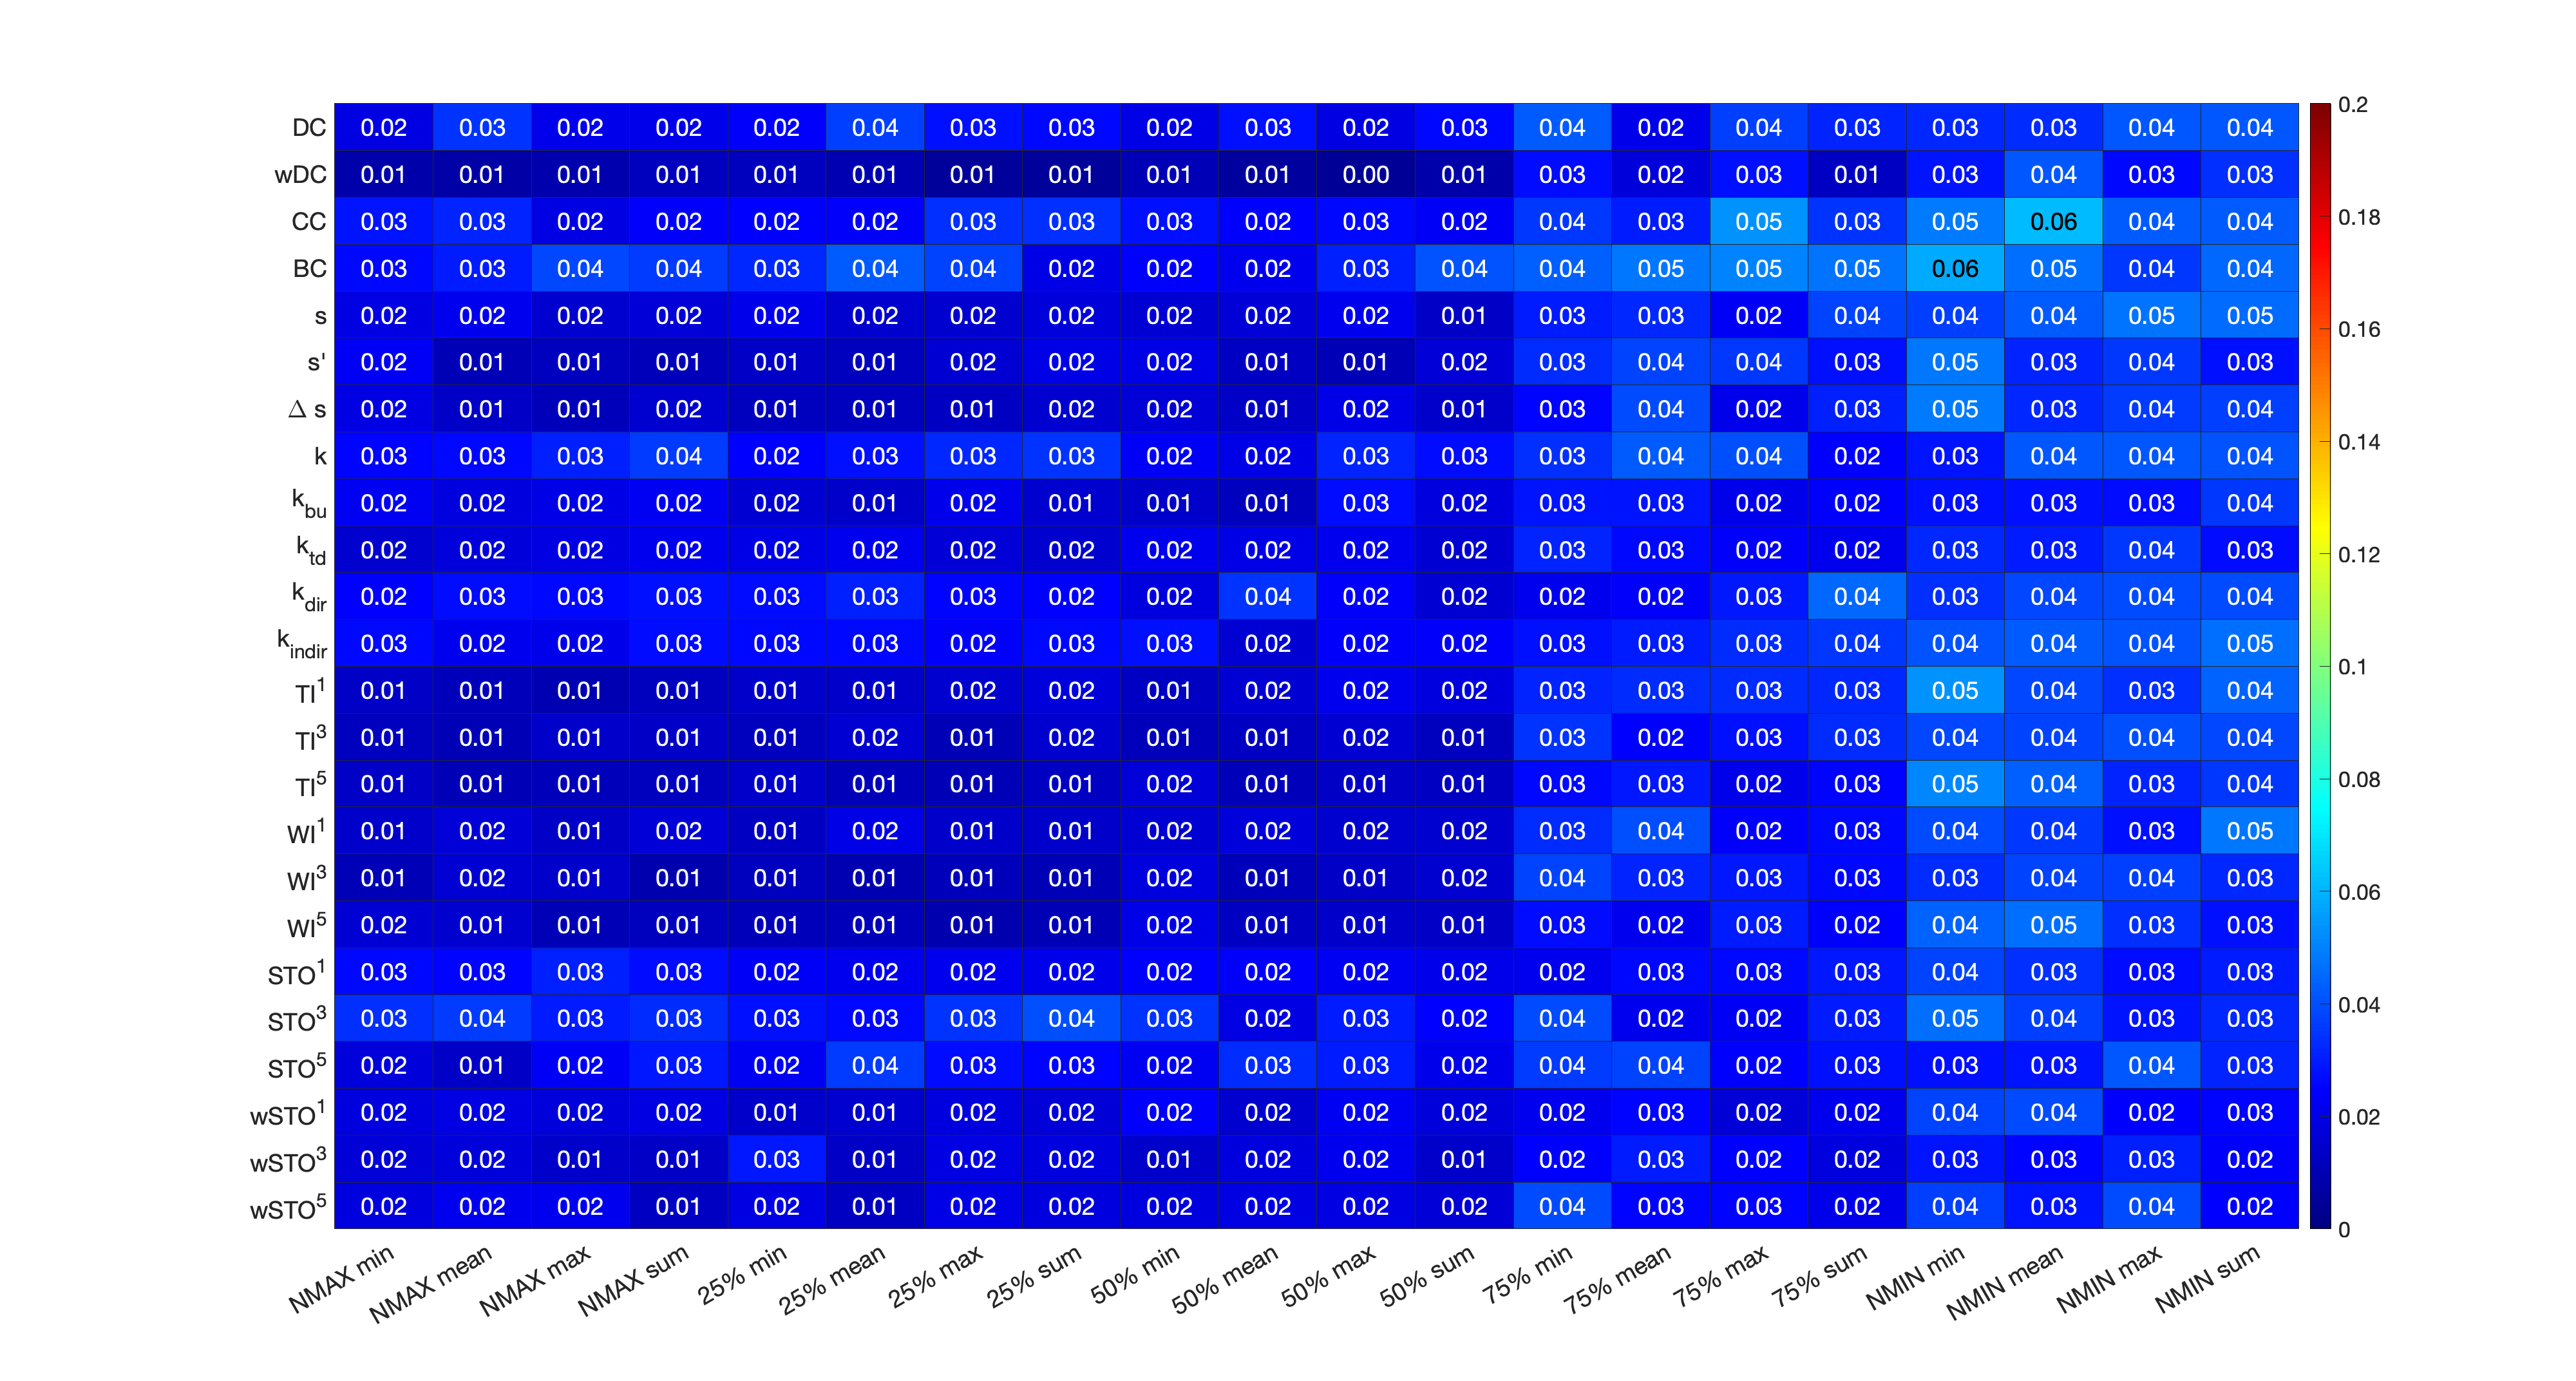 DC 0.02 0.03 0.02 0.02 0.02 0.04 0.03 0.03 0.02 0.03 0.02 0.03 0.04 0.02 0.04 0.03 0.03 0.03 0.04 0.04
wDC 0.01 0.01 0.01 0.01 0.01 0.01 0.01 0.01 0.01 0.01 0.00 0.01 0.03 0.02 0.03 0.01 0.03 0.04 0.03 0.03
CC 0.03 0.03 0.02 0.02 0.02 0.02 0.03 0.03 0.03 0.02 0.03 0.02 0.04 0.03 0.05 0.03 0.05 0.06 0.04 0.04
BC 0.03 0.03 0.04 0.04 0.03 0.04 0.04 0.02 0.02 0.02 0.03 0.04 0.04 0.05 0.05 0.05 0.06 0.05 0.04 0.04
s 0.02 0.02 0.02 0.02 0.02 0.02 0.02 0.02 0.02 0.02 0.02 0.01 0.03 0.03 0.02 0.04 0.04 0.04 0.05 0.05
s' 0.02 0.01 0.01 0.01 0.01 0.01 0.02 0.02 0.02 0.01 0.01 0.02 0.03 0.04 0.04 0.03 0.05 0.03 0.04 0.03
Δ s 0.02 0.01 0.01 0.02 0.01 0.01 0.01 0.02 0.02 0.01 0.02 0.01 0.03 0.04 0.02 0.03 0.05 0.03 0.04 0.04
k 0.03 0.03 0.03 0.04 0.02 0.03 0.03 0.03 0.02 0.02 0.03 0.03 0.03 0.04 0.04 0.02 0.03 0.04 0.04 0.04
k_bu 0.02 0.02 0.02 0.02 0.02 0.01 0.02 0.01 0.01 0.01 0.03 0.02 0.03 0.03 0.02 0.02 0.03 0.03 0.03 0.04
k_td 0.02 0.02 0.02 0.02 0.02 0.02 0.02 0.02 0.02 0.02 0.02 0.02 0.03 0.03 0.02 0.02 0.03 0.03 0.04 0.03
k_dir 0.02 0.03 0.03 0.03 0.03 0.03 0.03 0.02 0.02 0.04 0.02 0.02 0.02 0.02 0.03 0.04 0.03 0.04 0.04 0.04
k_indir 0.03 0.02 0.02 0.03 0.03 0.03 0.02 0.03 0.03 0.02 0.02 0.02 0.03 0.03 0.03 0.04 0.04 0.04 0.04 0.05
TI^1 0.01 0.01 0.01 0.01 0.01 0.01 0.02 0.02 0.01 0.02 0.02 0.02 0.03 0.03 0.03 0.03 0.05 0.04 0.03 0.04
TI^3 0.01 0.01 0.01 0.01 0.01 0.02 0.01 0.02 0.01 0.01 0.02 0.01 0.03 0.02 0.03 0.03 0.04 0.04 0.04 0.04
TI^5 0.01 0.01 0.01 0.01 0.01 0.01 0.01 0.01 0.02 0.01 0.01 0.01 0.03 0.03 0.02 0.03 0.05 0.04 0.03 0.04
WI^1 0.01 0.02 0.01 0.02 0.01 0.02 0.01 0.01 0.02 0.02 0.02 0.02 0.03 0.04 0.02 0.03 0.04 0.04 0.03 0.05
WI^3 0.01 0.02 0.01 0.01 0.01 0.01 0.01 0.01 0.02 0.01 0.01 0.02 0.04 0.03 0.03 0.03 0.03 0.04 0.04 0.03
WI^5 0.02 0.01 0.01 0.01 0.01 0.01 0.01 0.01 0.02 0.01 0.01 0.01 0.03 0.02 0.03 0.02 0.04 0.05 0.03 0.03
STO^1 0.03 0.03 0.03 0.03 0.02 0.02 0.02 0.02 0.02 0.02 0.02 0.02 0.02 0.03 0.03 0.03 0.04 0.03 0.03 0.03
STO^3 0.03 0.04 0.03 0.03 0.03 0.03 0.03 0.04 0.03 0.02 0.03 0.02 0.04 0.02 0.02 0.03 0.05 0.04 0.03 0.03
STO^5 0.02 0.01 0.02 0.03 0.02 0.04 0.03 0.03 0.02 0.03 0.03 0.02 0.04 0.04 0.02 0.03 0.03 0.03 0.04 0.03
wSTO^1 0.02 0.02 0.02 0.02 0.01 0.01 0.02 0.02 0.02 0.02 0.02 0.02 0.02 0.03 0.02 0.02 0.04 0.04 0.02 0.03
wSTO^3 0.02 0.02 0.01 0.01 0.03 0.01 0.02 0.02 0.01 0.02 0.02 0.01 0.02 0.03 0.02 0.02 0.03 0.03 0.03 0.02
wSTO^5 0.02 0.02 0.02 0.01 0.02 0.01 0.02 0.02 0.02 0.02 0.02 0.02 0.04 0.03 0.03 0.02 0.04 0.03 0.04 0.02
NMAX min NMAX mean NMAX max NMAX sum 25% min 25% mean 25% max 25% sum 50% min 50% mean 50% max 50% sum 75% min 75% mean 75% max 75% sum NMIN min NMIN mean NMIN max NMIN sum
0.2
0.18
0.16
0.14
0.12
0.1
0.08
0.06
0.04
0.02
0